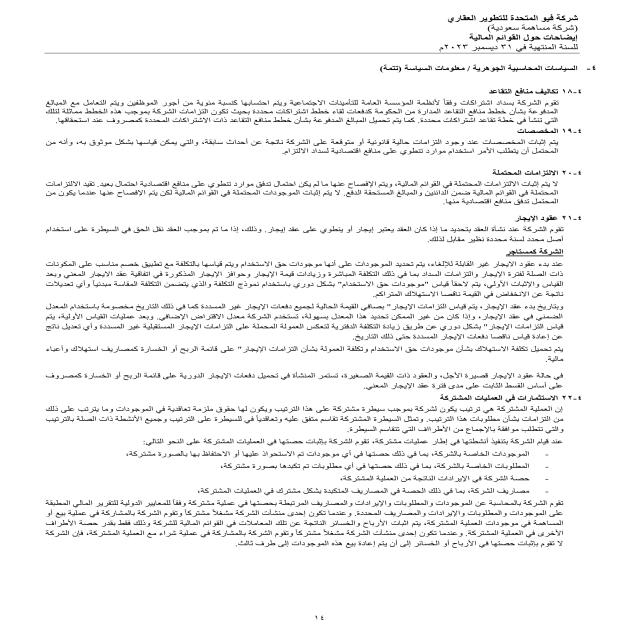 شركة فيو المتحدة للتطوير العقاري
(شركة مساهمة سعودية)
إيضاحات حول القوائم المالية
للسنة المنتهية في ٣١ ديسمبر ٢٠٢٣م
٤- السياسات المحاسبية الجوهرية / معلومات السياسة (تتمة)
٤-١٨ تكاليف منافع التقاعد
تقوم الشركة بسداد اشتراكات وفقاً لأنظمة المؤسسة العامة للتأمينات الاجتماعية ويتم احتسابها كنسبة مئوية من أجور الموظفين ويتم التعامل مع المبالغ
المدفوعة بشأن خطط منافع التقاعد المدارة من الحكومة كدفعات لقاء خطط اشتراكات محددة بحيث تكون التزامات الشركة بموجب هذه الخطط مماثلة لتلك
التي تنشأ في خطة تقاعد اشتراكات محددة. كما يتم تحميل المبالغ المدفوعة بشأن خطط منافع التقاعد ذات الاشتراكات المحددة كمصروف عند استحقاقها.
٤-١٩ المخصصات
يتم إثبات المخصصات عند وجود التزامات حالية قانونية أو متوقعة على الشركة ناتجة عن أحداث سابقة، والتي يمكن قياسها بشكل موثوق به، وأنه من
المحتمل أن يتطلب الأمر استخدام موارد تنطوي على منافع اقتصادية لسداد الالتزام.
٤-٢٠ الالتزامات المحتملة
لا يتم إثبات الالتزامات المحتملة في القوائم المالية، ويتم الإفصاح عنها ما لم يكن احتمال تدفق موارد تنطوي على منافع اقتصادية احتمال بعيد. تقيد الالتزامات
المحتملة في القوائم المالية ضمن الدائنين والمبالغ المستحقة الدفع. لا يتم إثبات الموجودات المحتملة في القوائم المالية لكن يتم الإفصاح عنها عندما يكون من
المحتمل تدفق منافع اقتصادية منها.
٤-٢١ عقود الإيجار
تقوم الشركة عند نشأة العقد بتحديد ما إذا كان العقد يعتبر إيجار أو ينطوي على عقد إيجار. وذلك، إذا ما تم بموجب العقد نقل الحق في السيطرة على استخدام
أصل محدد لمدة محددة نظير مقابل لذلك.
الشركة كمستأجر
عند بدء عقود الايجار غير القابلة للإلغاء، يتم تحديد الموجودات على أنها موجودات حق الاستخدام ويتم قياسها بالتكلفة مع تطبيق خصم مناسب على المكونات
ذات الصلة لفترة الإيجار والتزامات السداد بما في ذلك التكلفة المباشرة وزيادات قيمة الإيجار وحوافز الإيجار المذكورة في اتفاقية عقد الايجار المعني وبعد
القياس والإثبات الأولي، يتم لاحقاً قياس "موجودات حق الاستخدام" بشكل دوري باستخدام نموذج التكلفة والذي يتضمن التكلفة المقاسة مبدئياً وأي تعديلات
ناتجة عن الانخفاض في القيمة ناقصا الاستهلاك المتراكم.
وبتاريخ بدء عقد الايجار، يتم قياس التزامات الإيجار "بصافي القيمة الحالية لجميع دفعات الإيجار غير المسددة كما في ذلك التاريخ مخصومة باستخدام المعدل
الضمني في عقد الإيجار، وإذا كان من غير الممكن تحديد هذا المعدل بسهولة، تستخدم الشركة معدل الاقتراض الإضافي. وبعد عمليات القياس الأولية، يتم
قياس التزامات الإيجار" بشكل دوري عن طريق زيادة التكلفة الدفترية لتعكس العمولة المحملة على التزامات الايجار المستقبلية غير المسددة وأي تعديل ناتج
عن إعادة قياس ناقصا دفعات الإيجار المسددة حتى ذلك التاريخ.
يتم تحميل تكلفة الاستهلاك بشأن موجودات حق الاستخدام وتكلفة العمولة بشأن التزامات الإيجار" على قائمة الربح أو الخسارة كمصاريف استهلاك وأعباء
مالية.
في حالة عقود الايجار قصيرة الأجل، والعقود ذات القيمة الصغيرة، تستمر المنشأة في تحميل دفعات الإيجار الدورية على قائمة الربح أو الخسارة كمصروف
على أساس القسط الثابت على مدى فترة عقد الإيجار المعني.
٤-٢٢ الاستثمارات في العمليات المشتركة
إن العملية المشتركة هي ترتيب يكون للشركة بموجب سيطرة مشتركة على هذا الترتيب ويكون لها حقوق ملزمة تعاقدية في الموجودات وما يترتب على ذلك
من التزامات بشأن مطلوبات هذا الترتيب. وتمثل السيطرة المشتركة تقاسم متفق عليه وتعاقدياً في للسيطرة على الترتيب وجميع الأنشطة ذات الصلة بالترتيب
والتي تتطلب موافقة بالإجماع من الأطراف التي تتقاسم السيطرة.
عند قيام الشركة بتنفيذ أنشطتها في إطار عمليات مشتركة، تقوم الشركة بإثبات حصتها في العمليات المشتركة على النحو التالي:
- الموجودات الخاصة بالشركة، بما في ذلك حصتها في أي موجودات تم الاستحواذ عليها أو الاحتفاظ بها بصورة مشتركة،
- المطلوبات الخاصة بالشركة، بما في ذلك حصتها في أي مطلوبات تم تكبدها بصورة مشتركة،
- حصة الشركة في الإيرادات الناتجة من العملية المشتركة،
- مصاريف الشركة، بما في ذلك الحصة في المصاريف المتكبدة بشكل مشترك في العمليات المشتركة،
تقوم الشركة بالمحاسبة عن الموجودات والمطلوبات والإيرادات والمصاريف المرتبطة بحصتها في عملية مشتركة وفقاً للمعايير الدولية للتقرير المالي المطبقة
على الموجودات والمطلوبات والإيرادات والمصاريف المحددة. وعندما تكون إحدى منشآت الشركة مشغلاً مشتركاً وتقوم الشركة بالمشاركة في عملية بيع أو
المساهمة في موجودات العملية المشتركة، يتم اثبات الأرباح والخسائر الناتجة عن تلك المعاملات في القوائم المالية للشركة وذلك فقط بقدر حصة الأطراف
الأخرى في العملية المشتركة. وعندما تكون إحدى منشآت الشركة مشغلاً مشتركاً وتقوم الشركة بالمشاركة في عملية شراء مع العملية المشتركة، فإن الشركة
لا تقوم بإثبات حصتها في الأرباح أو الخسائر إلى أن يتم إعادة بيع هذه الموجودات إلى طرف ثالث.
١٤